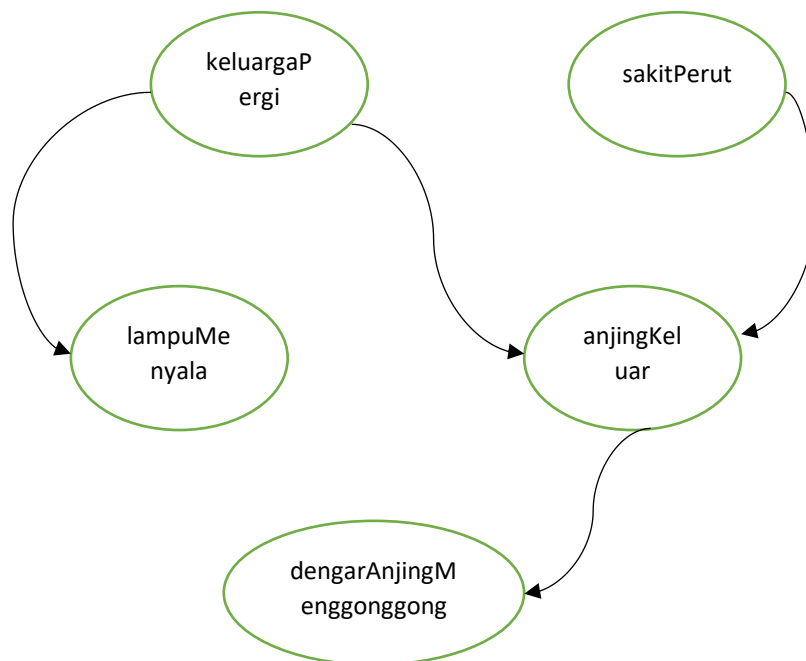 keluargaP
ergi
sakitPerut
lampuMe
nyala
anjingKel
uar
dengarAnjingM
enggonggong